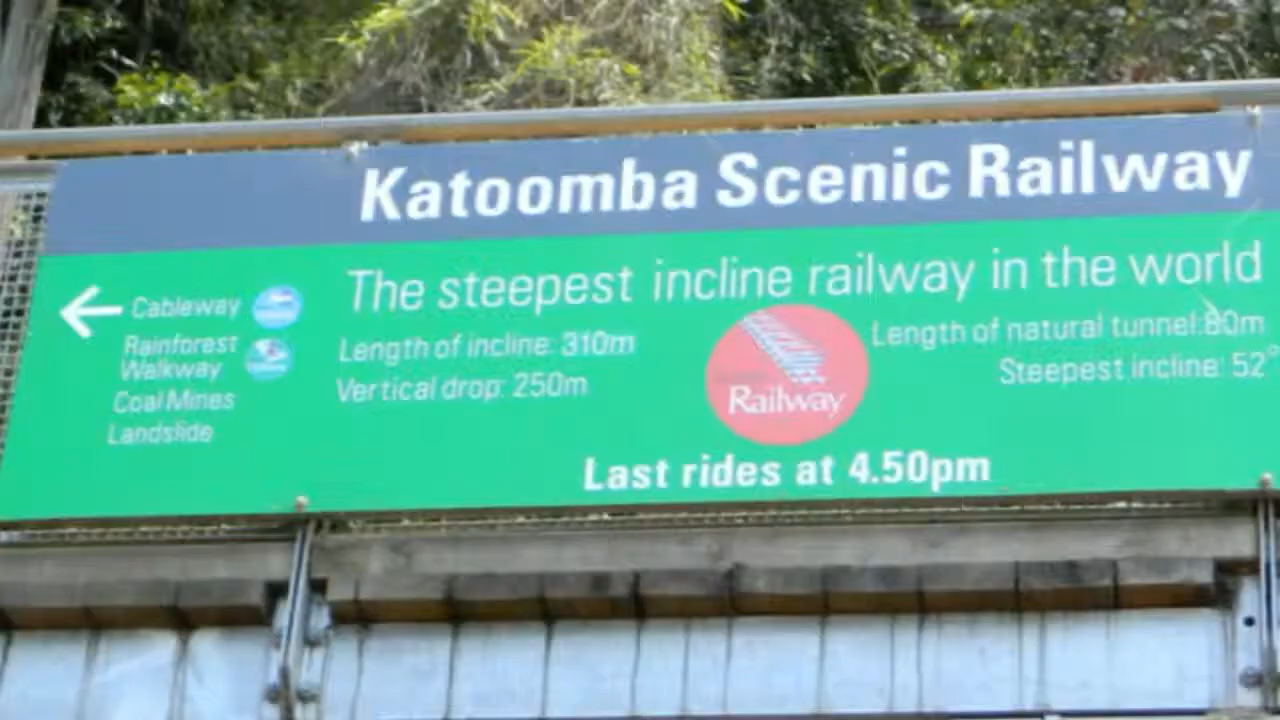 Katoomba Scenic Railway
The steepest incline railway in the world
Cableway
Rainforest
Walkway
Coal Mines
Landslide
Length of incline: 310m
Vertical drop: 250m
Railway
Length of natural tunnel: 80m
Steepest incline: 52°
Last rides at 4.50pm